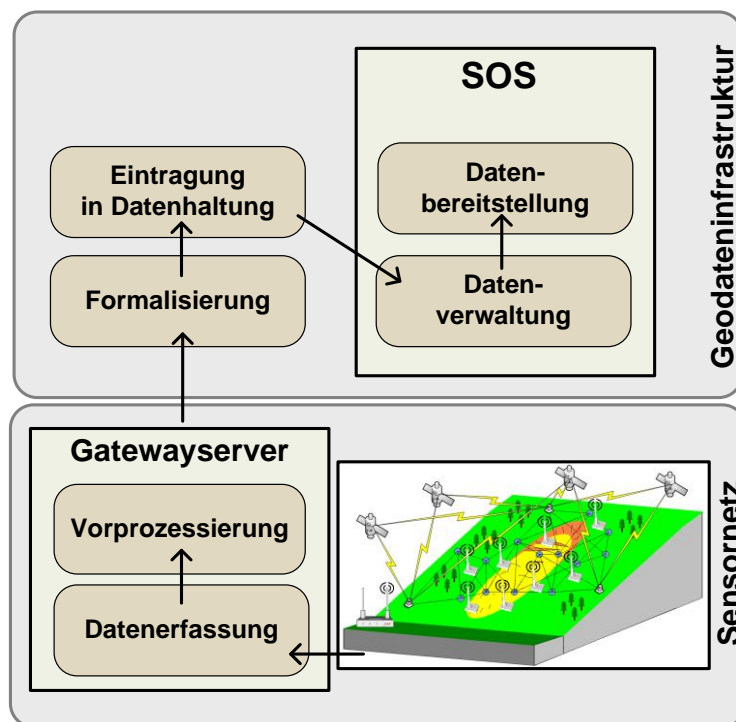 SOS
Eintragung
in Datenhaltung
Daten-
bereitstellung
Formalisierung
Daten-
verwaltung
Geodateninfrastruktur
Gatewayserver
Vorprozessierung
Datenerfassung
Sensornetz